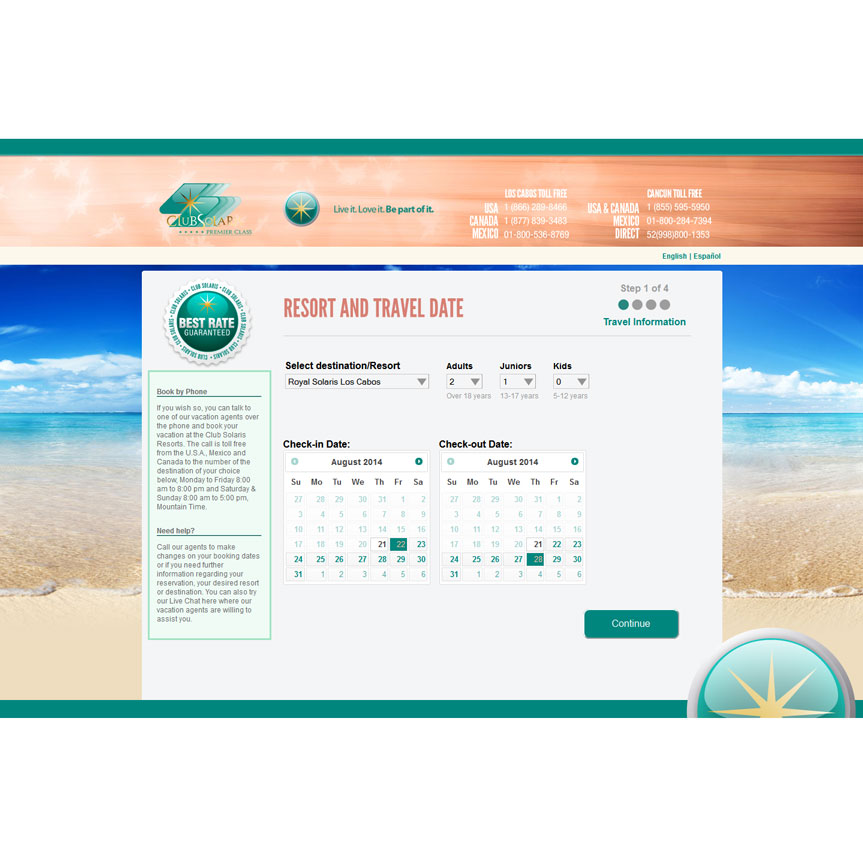 CLUB SOLARIS
PREMIER CLASS
Live it. Love it. Be part of it.
LOS CABOS TOLL FREE
USA 1 (866) 289-8466
CANADA 1 (877) 839-3483
MEXICO 01-800-536-8769
CANCUN TOLL FREE
USA & CANADA 1 (855) 595-5950
MEXICO 01-800-284-7394
DIRECT 52(998)800-1353
English | Español
CLUB SOLARIS • CLUB SOLARIS • CLUB SOLARIS • CLUB SOLARIS • CLUB SOLARIS
BEST RATE
GUARANTEED
Book by Phone
If you wish so, you can talk to
one of our vacation agents over
the phone and book your
vacation at the Club Solaris
Resorts. The call is toll free
from the U.S.A., Mexico and
Canada to the number of the
destination of your choice
below, Monday to Friday 8:00
am to 8:00 pm and Saturday &
Sunday 8:00 am to 5:00 pm,
Mountain Time.
Need help?
Call our agents to make
changes on your booking dates
or if you need further
information regarding your
reservation, your desired resort
or destination. You can also try
our Live Chat here where our
vacation agents are willing to
assist you.
RESORT AND TRAVEL DATE
Step 1 of 4
Travel Information
Select destination/Resort
Royal Solaris Los Cabos
Adults
2
Over 18 years
Juniors
1
13-17 years
Kids
0
5-12 years
Check-in Date:
August 2014
Su Mo Tu We Th Fr Sa
27 28 29 30 31 1 2
3 4 5 6 7 8 9
10 11 12 13 14 15 16
17 18 19 20 21 22 23
24 25 26 27 28 29 30
31 1 2 3 4 5 6
Check-out Date:
August 2014
Su Mo Tu We Th Fr Sa
27 28 29 30 31 1 2
3 4 5 6 7 8 9
10 11 12 13 14 15 16
17 18 19 20 21 22 23
24 25 26 27 28 29 30
31 1 2 3 4 5 6
Continue